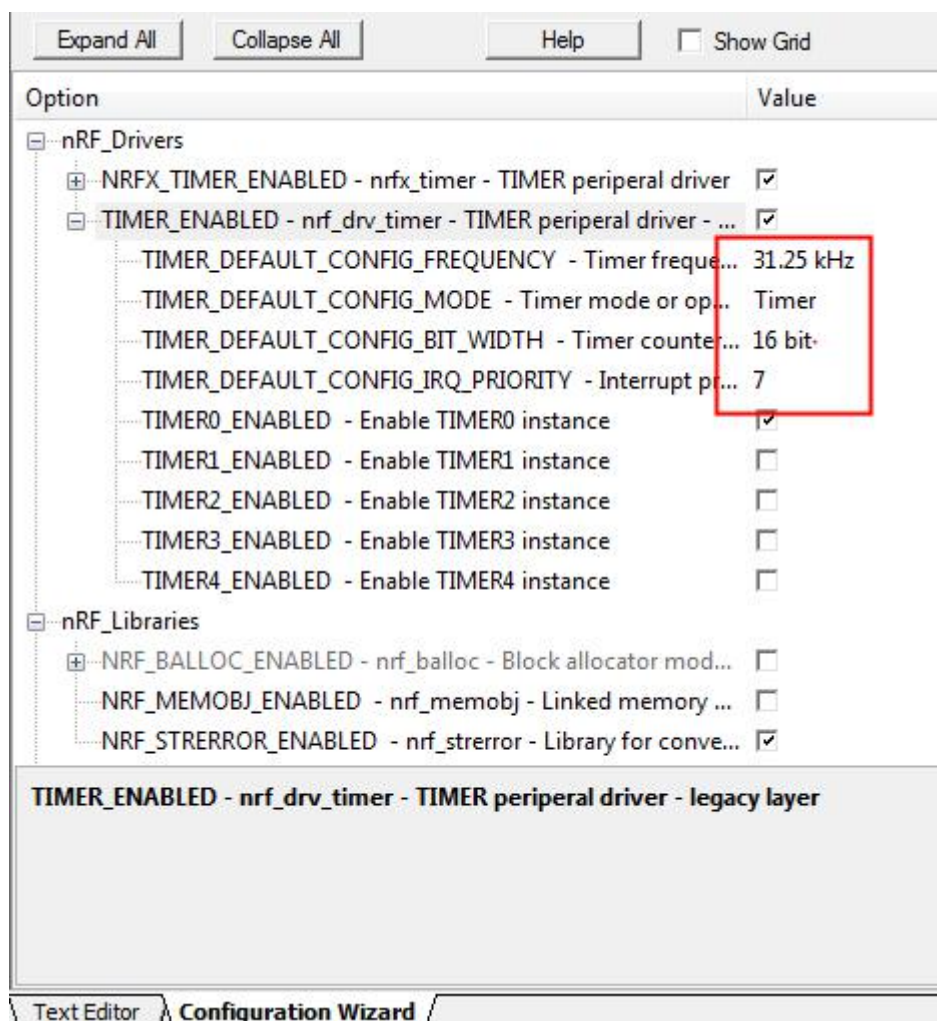 Expand All Collapse All Help Show Grid
Option Value
nRF_Drivers
NRFX_TIMER_ENABLED - nrfx_timer - TIMER periperal driver
TIMER_ENABLED - nrf_drv_timer - TIMER periperal driver - ...
TIMER_DEFAULT_CONFIG_FREQUENCY - Timer freque... 31.25 kHz
TIMER_DEFAULT_CONFIG_MODE - Timer mode or op... Timer
TIMER_DEFAULT_CONFIG_BIT_WIDTH - Timer counter... 16 bit
TIMER_DEFAULT_CONFIG_IRQ_PRIORITY - Interrupt pr... 7
TIMER0_ENABLED - Enable TIMER0 instance
TIMER1_ENABLED - Enable TIMER1 instance
TIMER2_ENABLED - Enable TIMER2 instance
TIMER3_ENABLED - Enable TIMER3 instance
TIMER4_ENABLED - Enable TIMER4 instance
nRF_Libraries
NRF_BALLOC_ENABLED - nrf_balloc - Block allocator mod...
NRF_MEMOBJ_ENABLED - nrf_memobj - Linked memory ...
NRF_STRERROR_ENABLED - nrf_strerror - Library for conve...
TIMER_ENABLED - nrf_drv_timer - TIMER periperal driver - legacy layer
Text Editor Configuration Wizard